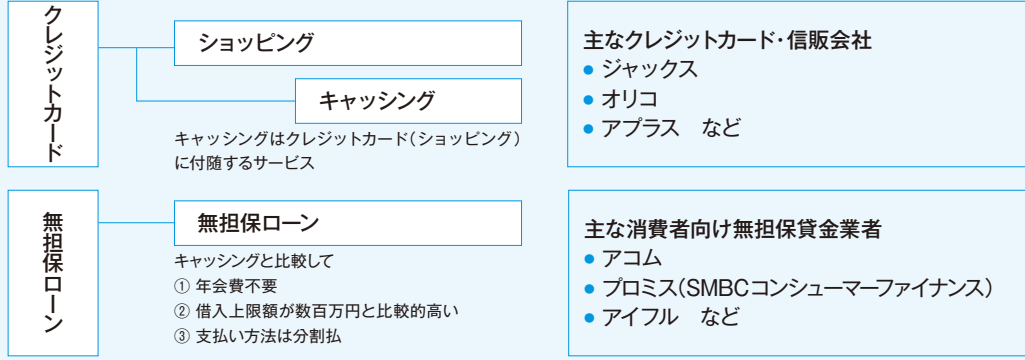 クレジットカード
ショッピング
キャッシング
キャッシングはクレジットカード（ショッピング）
に付随するサービス
主なクレジットカード・信販会社
● ジャックス
● オリコ
● アプラス　など
無担保ローン
無担保ローン
キャッシングと比較して
① 年会費不要
② 借入上限額が数百万円と比較的高い
③ 支払い方法は分割払
主な消費者向け無担保貸金業者
● アコム
● プロミス（SMBCコンシューマーファイナンス）
● アイフル　など